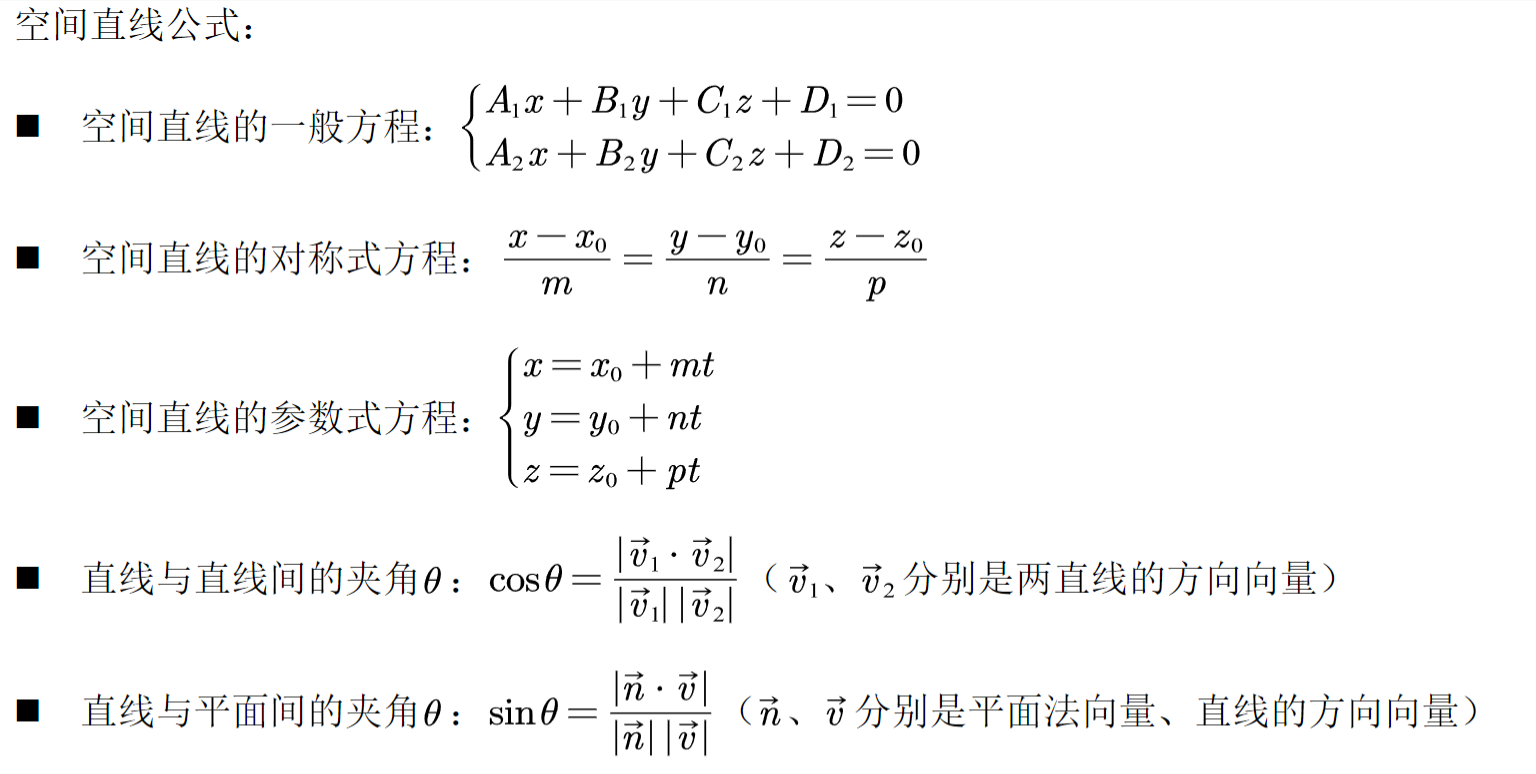 空间直线公式：
■ 空间直线的一般方程：$\begin{cases} A_1x+B_1y+C_1z+D_1=0 \\ A_2x+B_2y+C_2z+D_2=0 \end{cases}$
■ 空间直线的对称式方程：$\frac{x-x_0}{m}=\frac{y-y_0}{n}=\frac{z-z_0}{p}$
■ 空间直线的参数式方程：$\begin{cases} x=x_0+mt \\ y=y_0+nt \\ z=z_0+pt \end{cases}$
■ 直线与直线间的夹角$\theta$：$\cos\theta=\frac{|\vec{v}_1\cdot\vec{v}_2|}{|\vec{v}_1||\vec{v}_2|}$（$\vec{v}_1$、$\vec{v}_2$分别是两直线的方向向量）
■ 直线与平面间的夹角$\theta$：$\sin\theta=\frac{|\vec{n}\cdot\vec{v}|}{|\vec{n}||\vec{v}|}$（$\vec{n}$、$\vec{v}$分别是平面法向量、直线的方向向量）